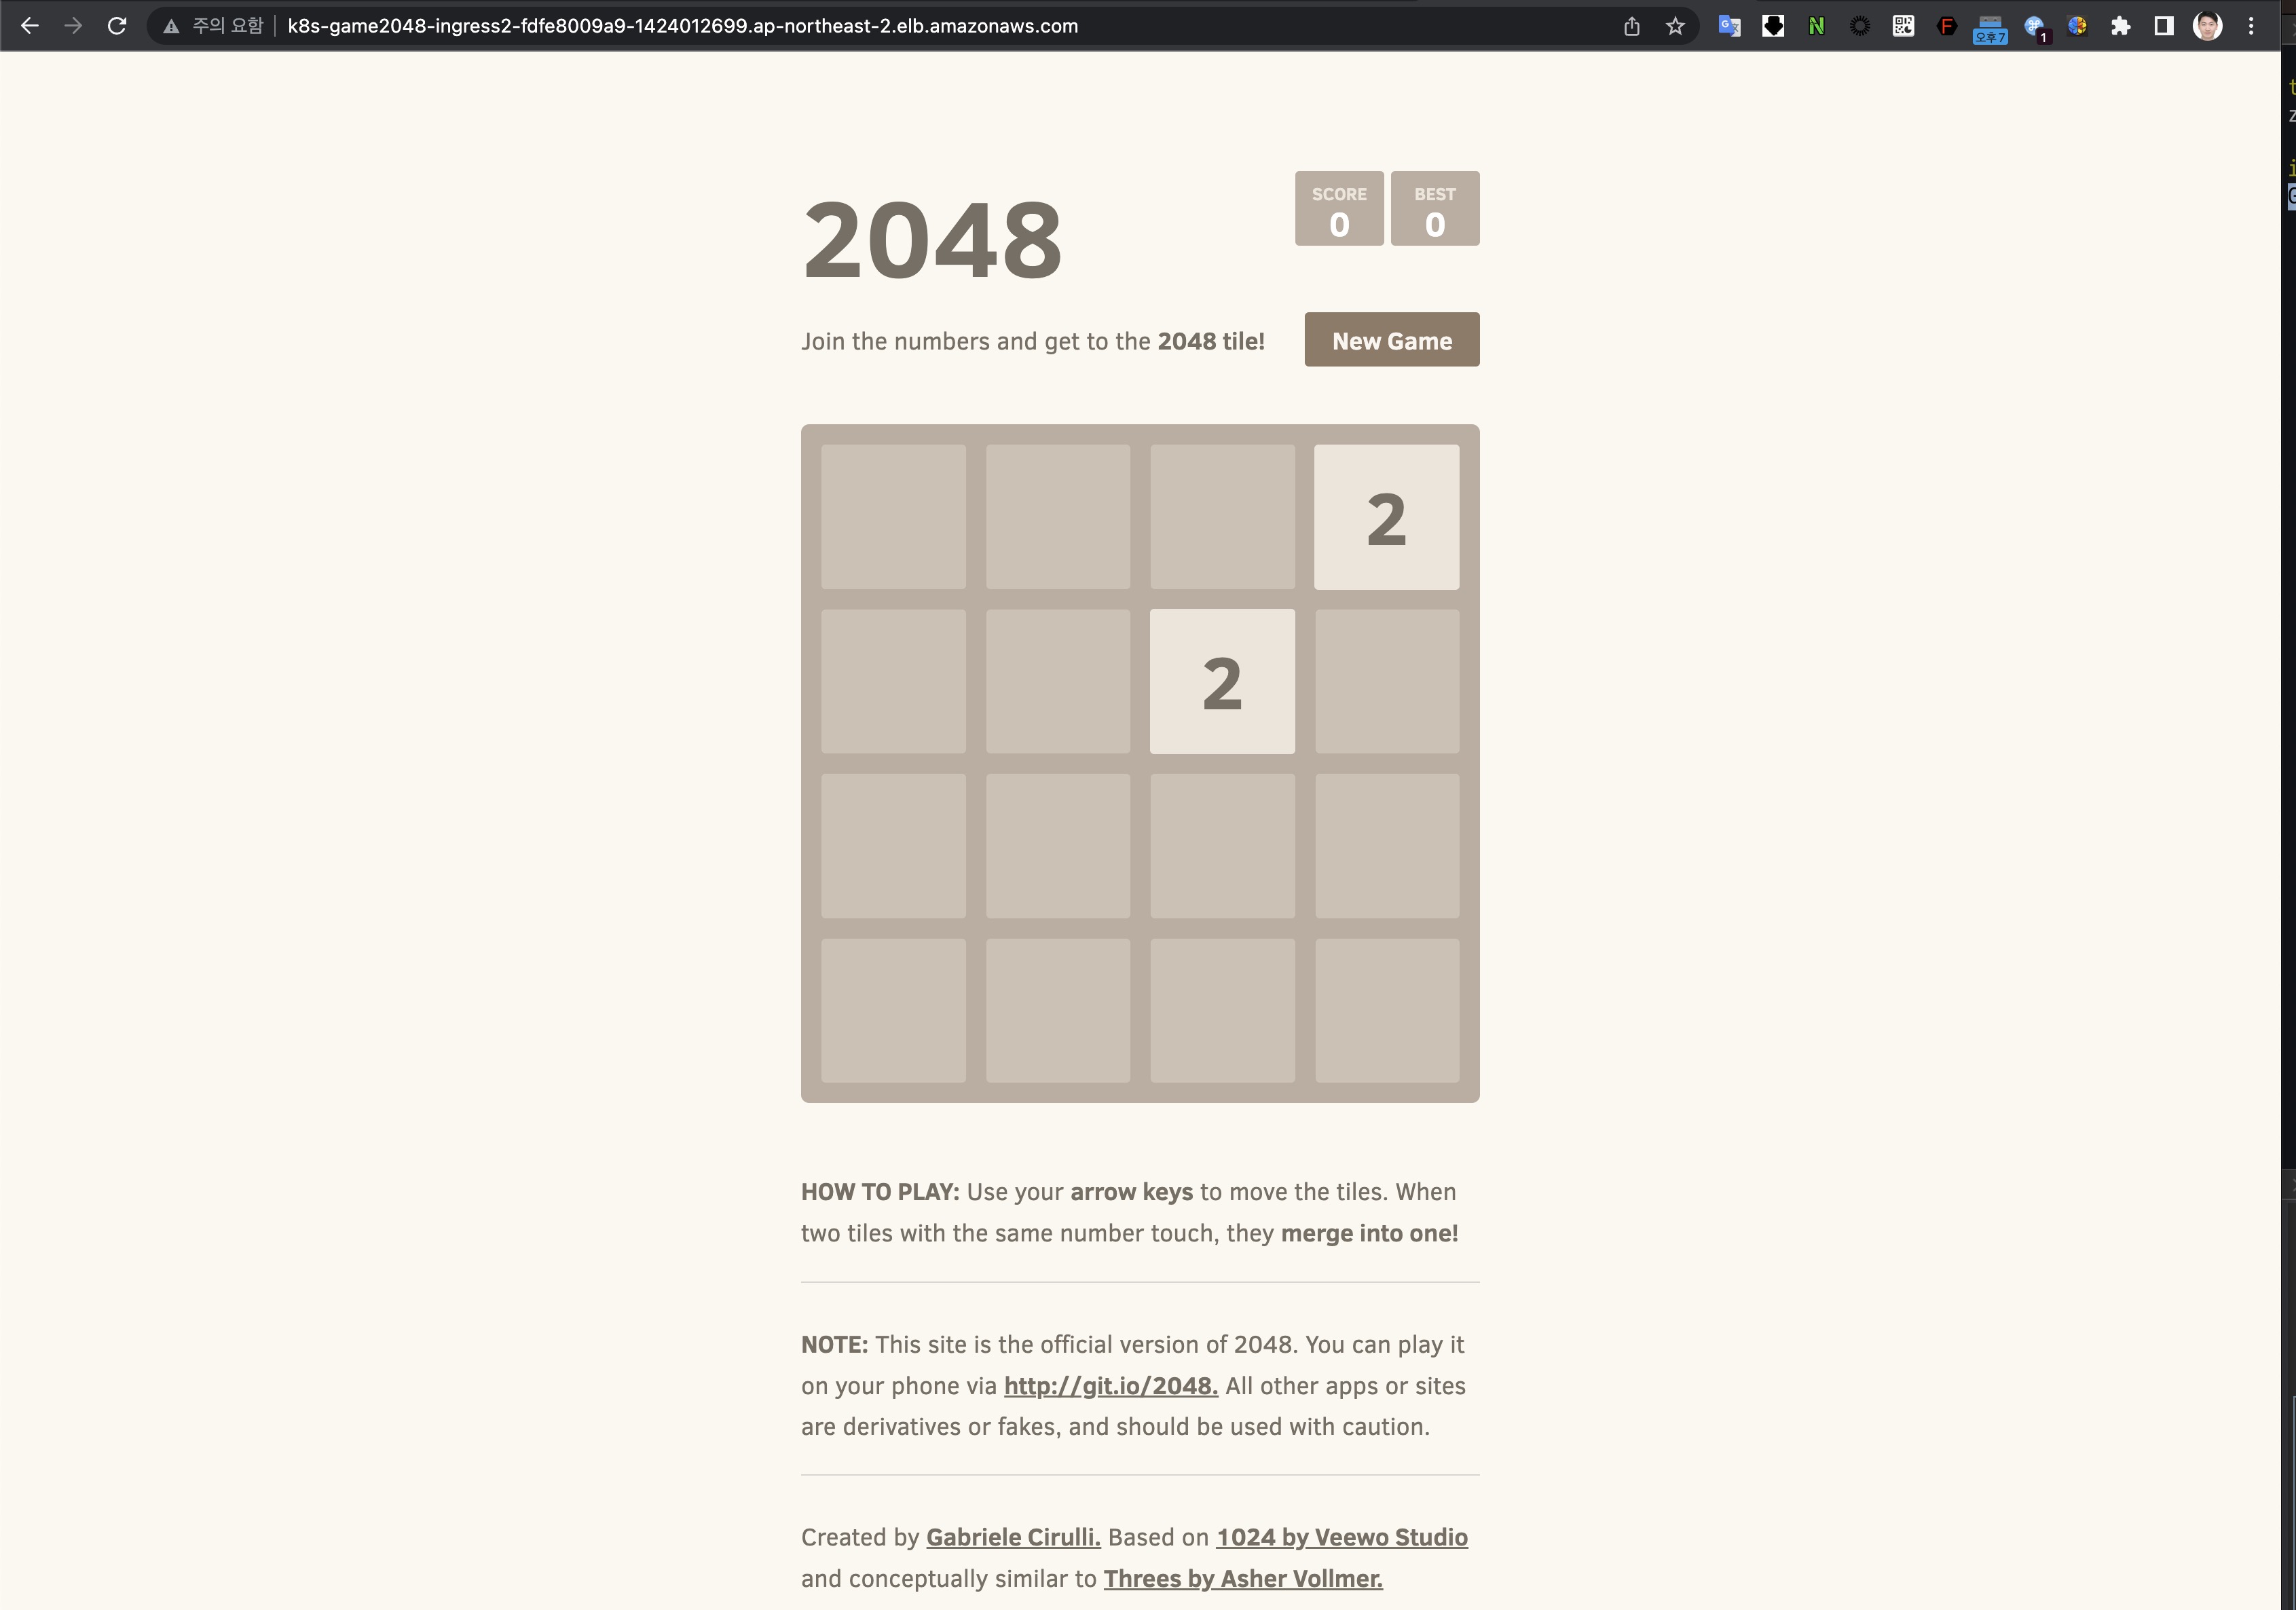 주의 요함 k8s-game2048-ingress2-fdfe8009a9-1424012699.ap-northeast-2.elb.amazonaws.com
오후7
1
2048
SCORE
0
BEST
0
Join the numbers and get to the 2048 tile!
New Game
2
2
HOW TO PLAY: Use your arrow keys to move the tiles. When
two tiles with the same number touch, they merge into one!
NOTE: This site is the official version of 2048. You can play it
on your phone via http://git.io/2048. All other apps or sites
are derivatives or fakes, and should be used with caution.
Created by Gabriele Cirulli. Based on 1024 by Veewo Studio
and conceptually similar to Threes by Asher Vollmer.